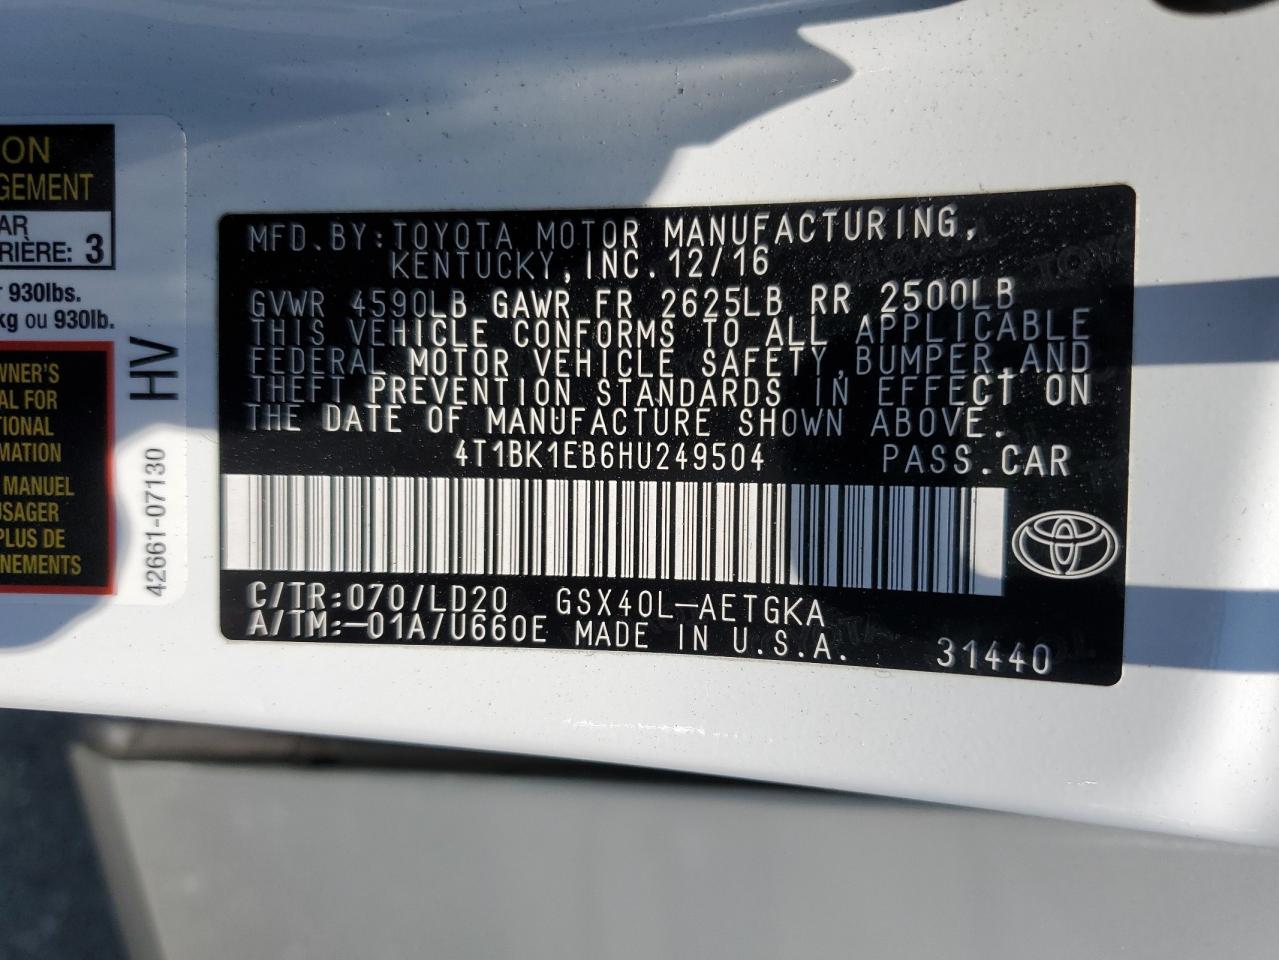 ON
GEMENT
AR
RIÈRE: 3
r 930lbs.
kg ou 930lb.
WNER'S
AL FOR
TIONAL
MATION
MANUEL
USAGER
PLUS DE
NEMENTS
HV
42661-07130
MFD.BY:TOYOTA MOTOR MANUFACTURING,
KENTUCKY,INC.12/16
GVWR 4590LB GAWR FR 2625LB RR 2500LB
THIS VEHICLE CONFORMS TO ALL APPLICABLE
FEDERAL MOTOR VEHICLE SAFETY,BUMPER,AND
THEFT PREVENTION STANDARDS IN EFFECT ON
THE DATE OF MANUFACTURE SHOWN ABOVE.
4T1BK1EB6HU249504 PASS.CAR
C/TR:070/LD20 GSX40L-AETGKA
A/TM:-01A/U660E MADE IN U.S.A. 31440